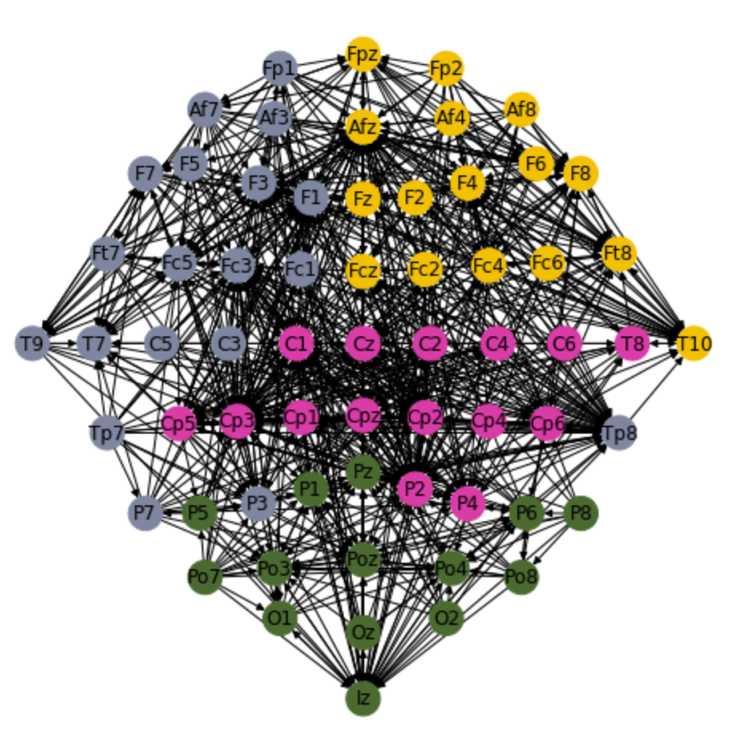 Fp1 Fpz Fp2
Af7 Af3 Afz Af4 Af8
F7 F5 F3 F1 Fz F2 F4 F6 F8
Ft7 Fc5 Fc3 Fc1 Fcz Fc2 Fc4 Fc6 Ft8
T9 T7 C5 C3 C1 Cz C2 C4 C6 T8 T10
Tp7 Cp5 Cp3 Cp1 Cpz Cp2 Cp4 Cp6 Tp8
P7 P5 P3 P1 Pz P2 P4 P6 P8
Po7 Po3 Poz Po4 Po8
O1 Oz O2
Iz